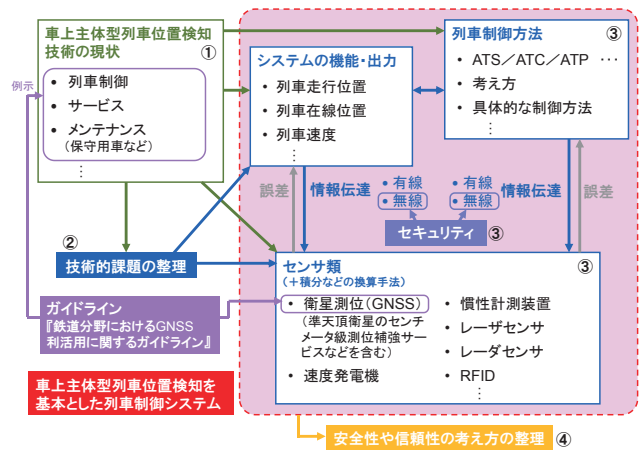 車上主体型列車位置検知
技術の現状
①
例示
• 列車制御
• サービス
• メンテナンス
(保守用車など)
⋮
システムの機能・出力
• 列車走行位置
• 列車在線位置
• 列車速度
⋮
列車制御方法
③
• ATS／ATC／ATP …
• 考え方
• 具体的な制御方法
⋮
誤差
情報伝達
• 有線
• 無線
• 有線
• 無線
情報伝達
誤差
セキュリティ
③
②
技術的課題の整理
センサ類
③
(＋積分などの換算手法)
• 衛星測位(GNSS)
(準天頂衛星のセンチ
メータ級測位補強サー
ビスなどを含む)
• 速度発電機
• 慣性計測装置
• レーザセンサ
• レーダセンサ
• RFID
⋮
ガイドライン
『鉄道分野におけるGNSS
利活用に関するガイドライン』
車上主体型列車位置検知を
基本とした列車制御システム
安全性や信頼性の考え方の整理
④